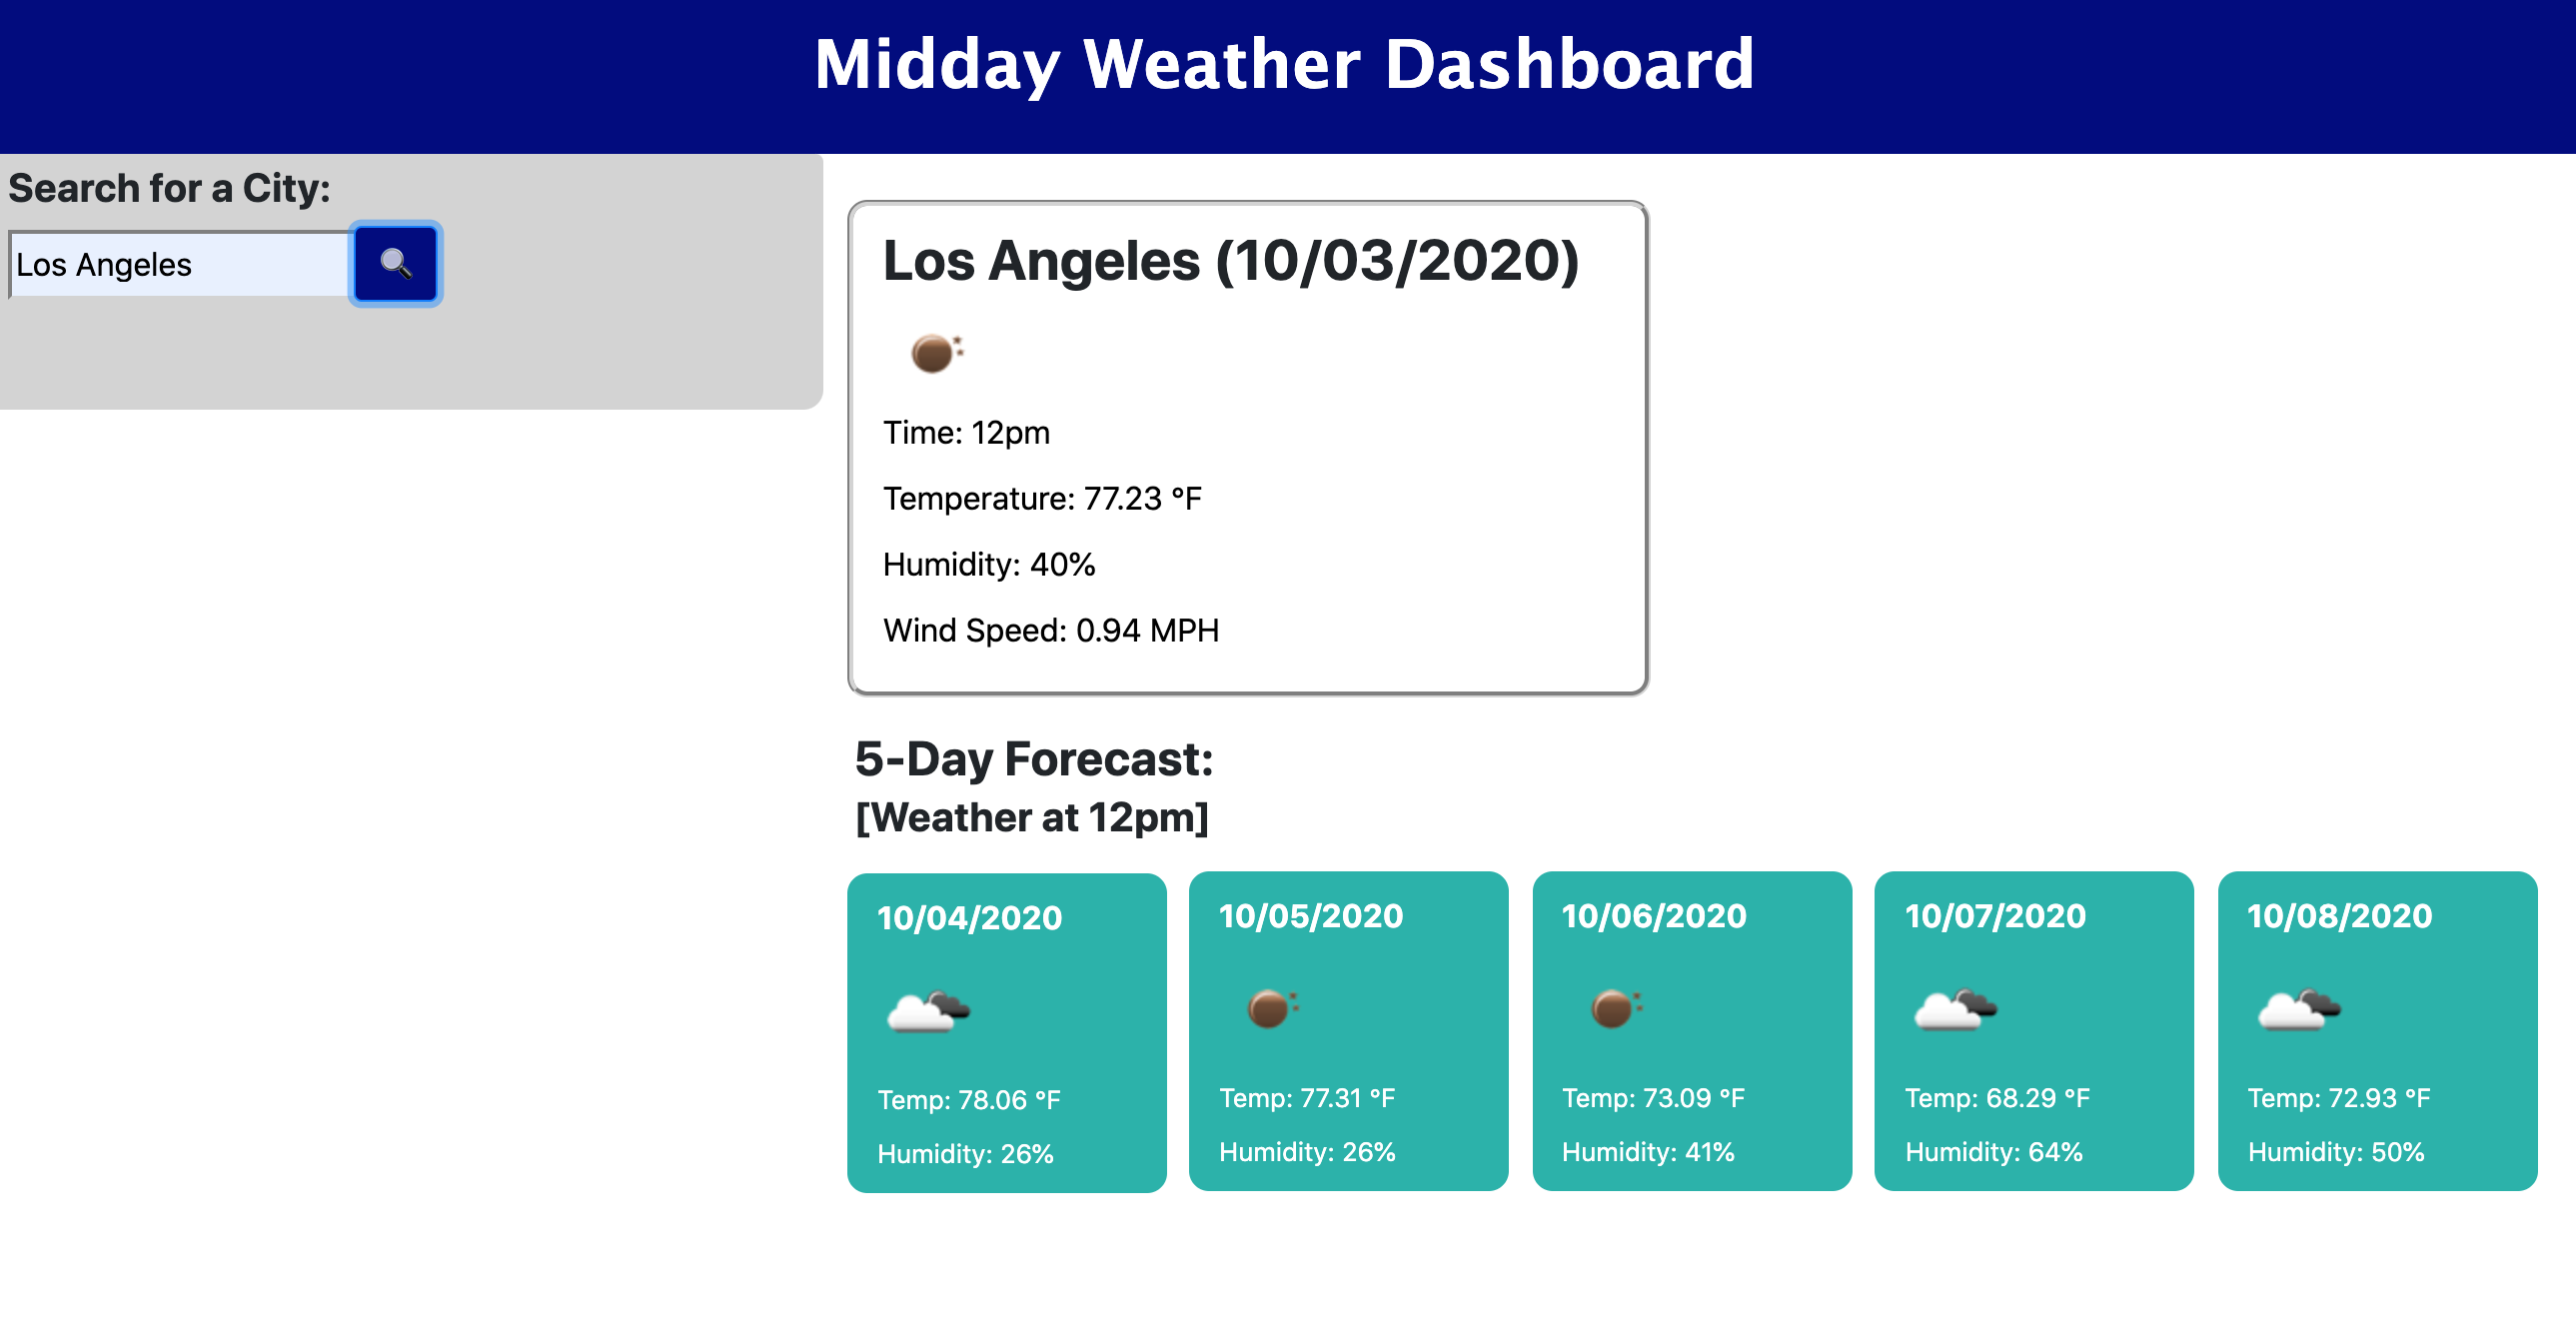 Midday Weather Dashboard
Search for a City:
Los Angeles
Los Angeles (10/03/2020)
Time: 12pm
Temperature: 77.23 °F
Humidity: 40%
Wind Speed: 0.94 MPH
5-Day Forecast:
[Weather at 12pm]
10/04/2020
Temp: 78.06 °F
Humidity: 26%
10/05/2020
Temp: 77.31 °F
Humidity: 26%
10/06/2020
Temp: 73.09 °F
Humidity: 41%
10/07/2020
Temp: 68.29 °F
Humidity: 64%
10/08/2020
Temp: 72.93 °F
Humidity: 50%